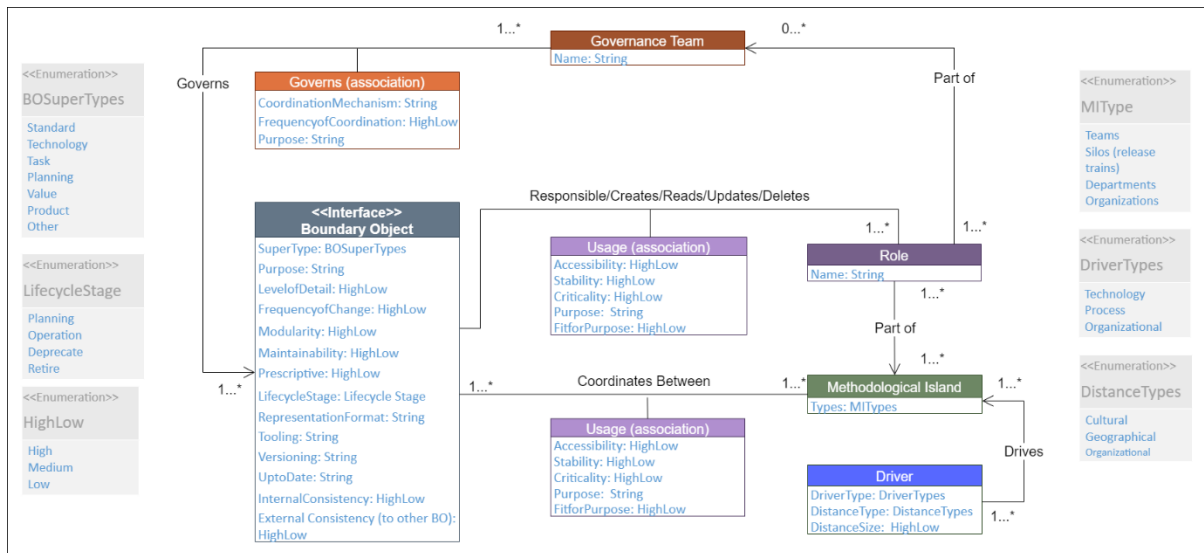 1...*
Governance Team
Name: String
0...*
Governs
Part of
Governs (association)
CoordinationMechanism: String
FrequencyofCoordination: HighLow
Purpose: String
<<Enumeration>>
BOSuperTypes
Standard
Technology
Task
Planning
Value
Product
Other
<<Enumeration>>
LifecycleStage
Planning
Operation
Deprecate
Retire
<<Enumeration>>
HighLow
High
Medium
Low
1...*
<<Interface>>
Boundary Object
SuperType: BOSuperTypes
Purpose: String
LevelofDetail: HighLow
FrequencyofChange: HighLow
Modularity: HighLow
Maintainability: HighLow
Prescriptive: HighLow
LifecycleStage: Lifecycle Stage
RepresentationFormat: String
Tooling: String
Versioning: String
UptoDate: String
InternalConsistency: HighLow
External Consistency (to other BO):
HighLow
Responsible/Creates/Reads/Updates/Deletes
Usage (association)
Accessibility: HighLow
Stability: HighLow
Criticality: HighLow
Purpose: String
FitforPurpose: HighLow
1...*
1...*
Role
Name: String
1...*
Part of
1...*
1...*
Coordinates Between
1...*
Methodological Island
Types: MITypes
1...*
Usage (association)
Accessibility: HighLow
Stability: HighLow
Criticality: HighLow
Purpose: String
FitforPurpose: HighLow
Drives
Driver
DriverType: DriverTypes
DistanceType: DistanceTypes
DistanceSize: HighLow
1...*
<<Enumeration>>
MIType
Teams
Silos (release
trains)
Departments
Organizations
<<Enumeration>>
DriverTypes
Technology
Process
Organizational
<<Enumeration>>
DistanceTypes
Cultural
Geographical
Organizational